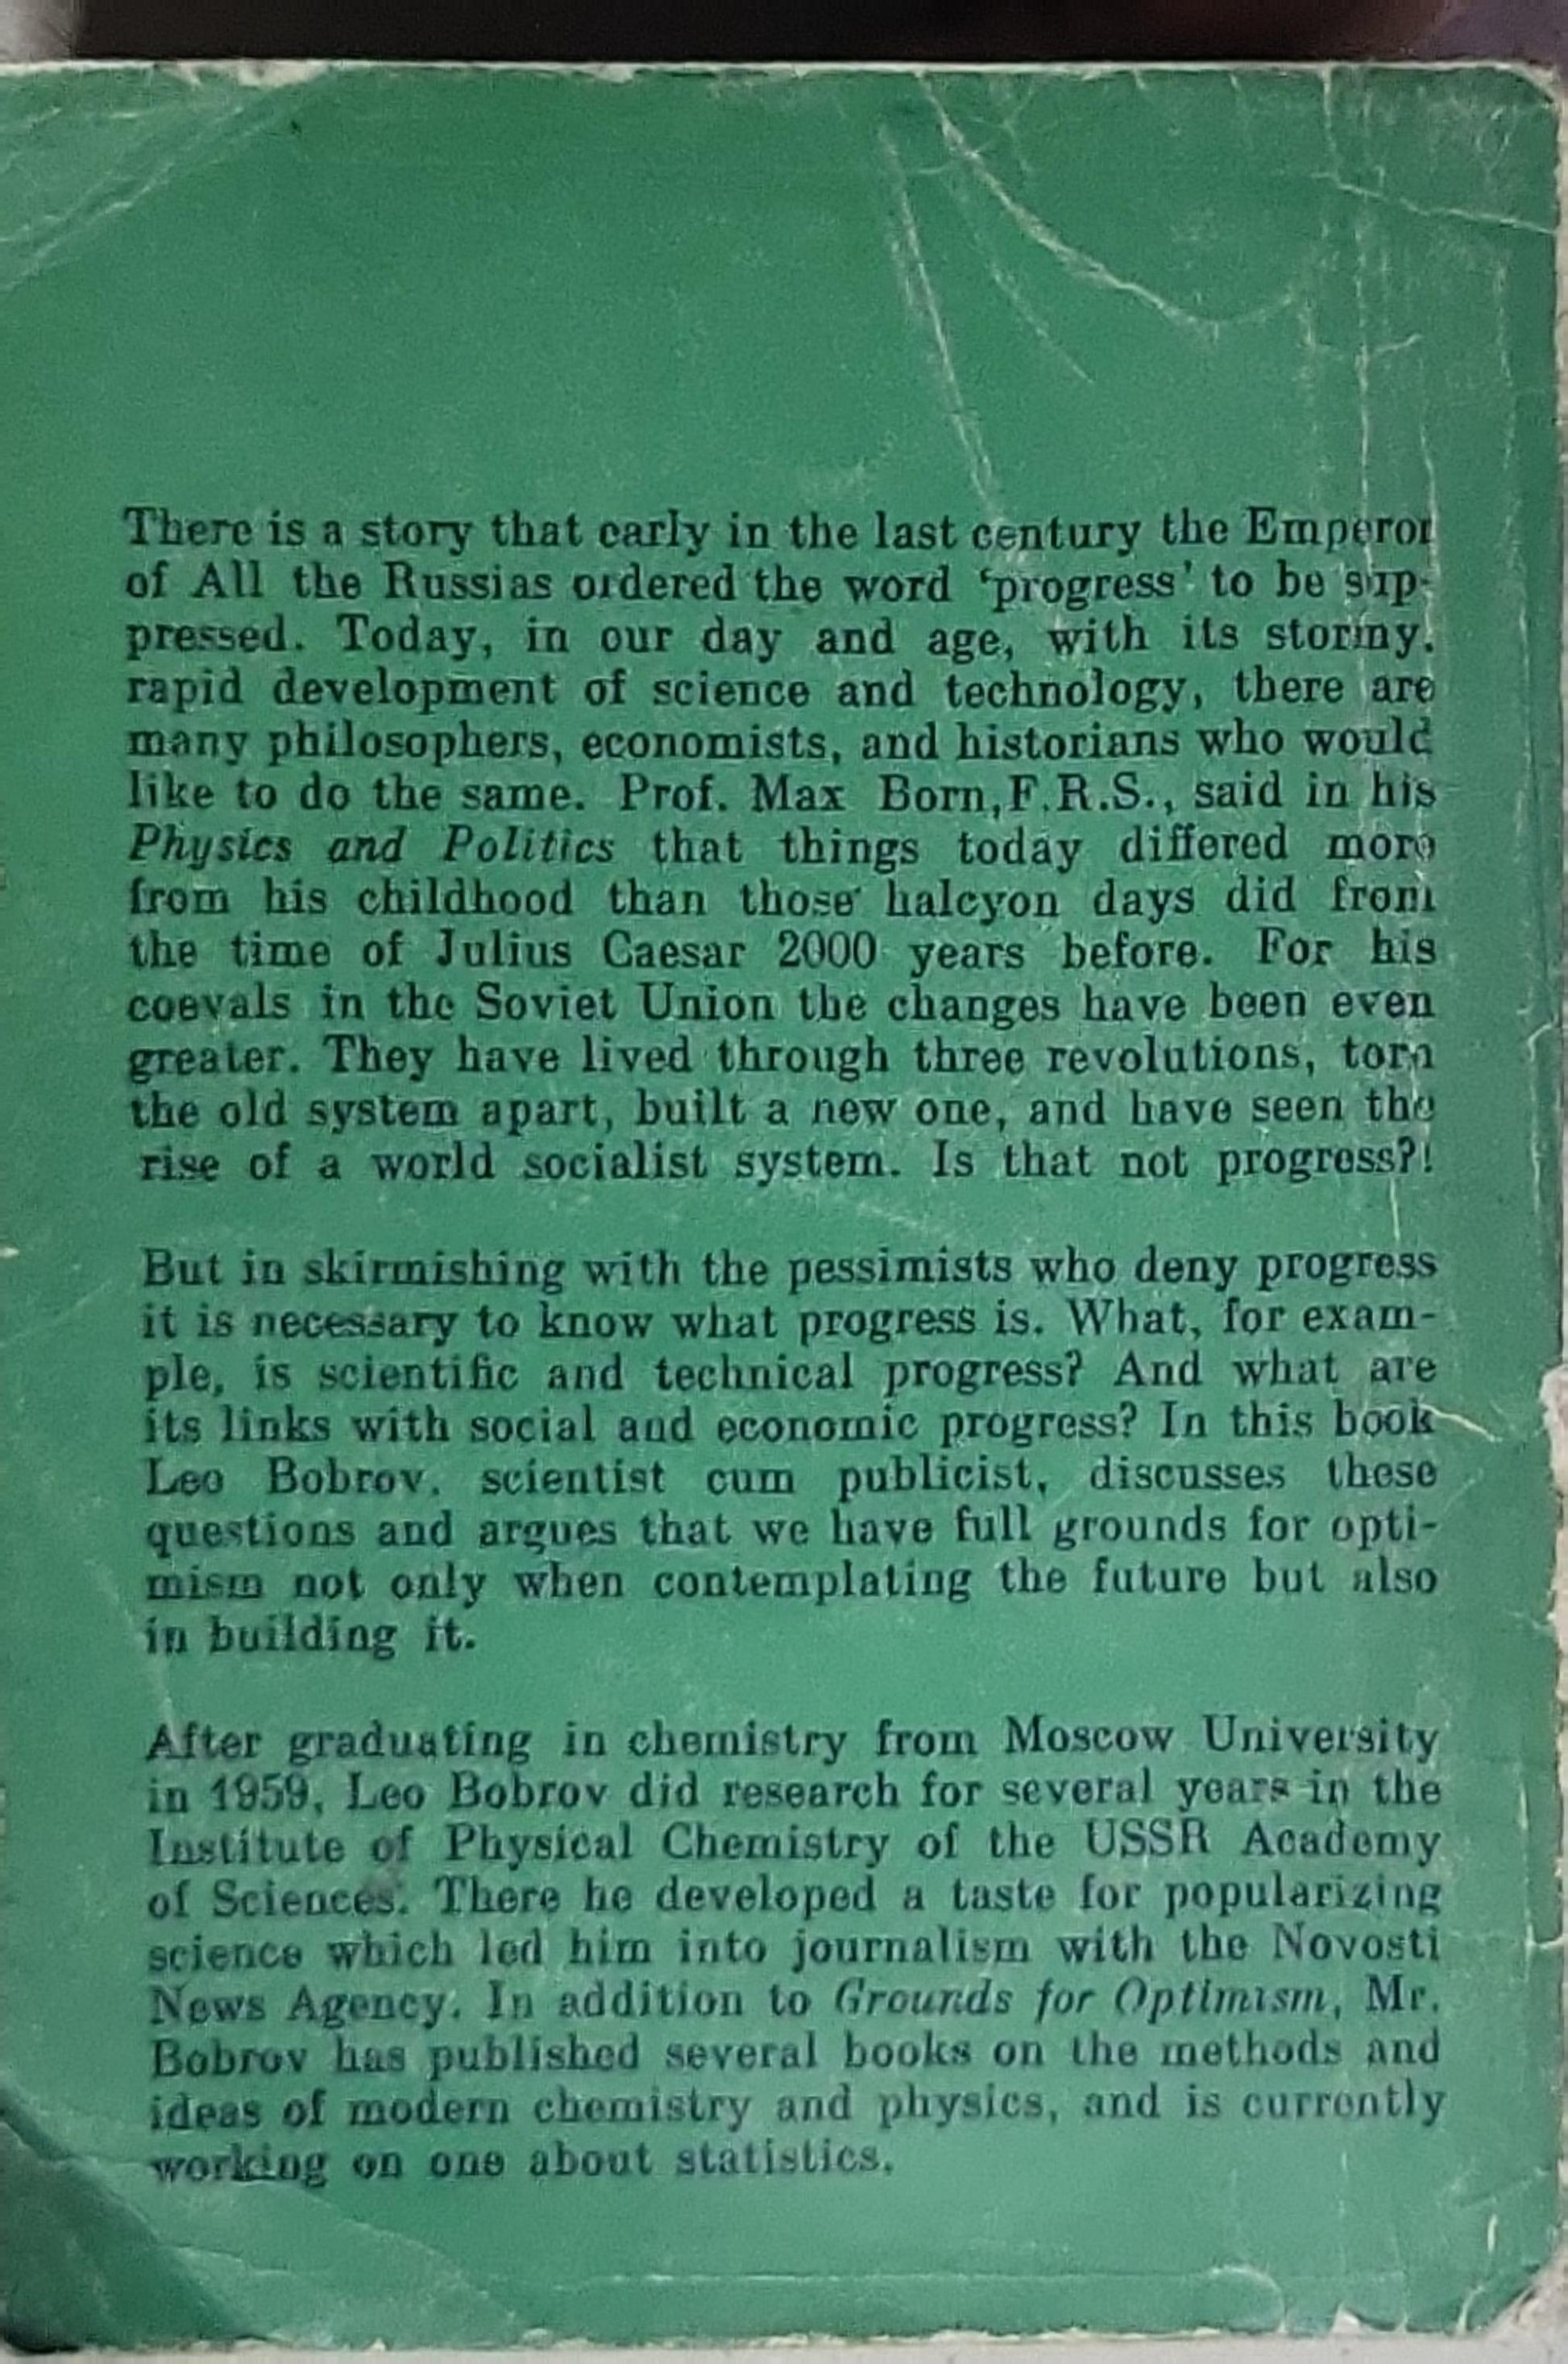 There is a story that early in the last century the Emperor
of All the Russias ordered the word ‘progress’ to be sup-
pressed. Today, in our day and age, with its stormy,
rapid development of science and technology, there are
many philosophers, economists, and historians who would
like to do the same. Prof. Max Born, F.R.S., said in his
Physics and Politics that things today differed more
from his childhood than those halcyon days did from
the time of Julius Caesar 2000 years before. For his
coevals in the Soviet Union the changes have been even
greater. They have lived through three revolutions, torn
the old system apart, built a new one, and have seen the
rise of a world socialist system. Is that not progress?!
But in skirmishing with the pessimists who deny progress
it is necessary to know what progress is. What, for exam-
ple, is scientific and technical progress? And what are
its links with social and economic progress? In this book
Leo Bobrov, scientist cum publicist, discusses these
questions and argues that we have full grounds for opti-
mism not only when contemplating the future but also
in building it.
After graduating in chemistry from Moscow University
in 1959, Leo Bobrov did research for several years in the
Institute of Physical Chemistry of the USSR Academy
of Sciences. There he developed a taste for popularizing
science which led him into journalism with the Novosti
News Agency. In addition to Grounds for Optimism, Mr.
Bobrov has published several books on the methods and
ideas of modern chemistry and physics, and is currently
working on one about statistics.